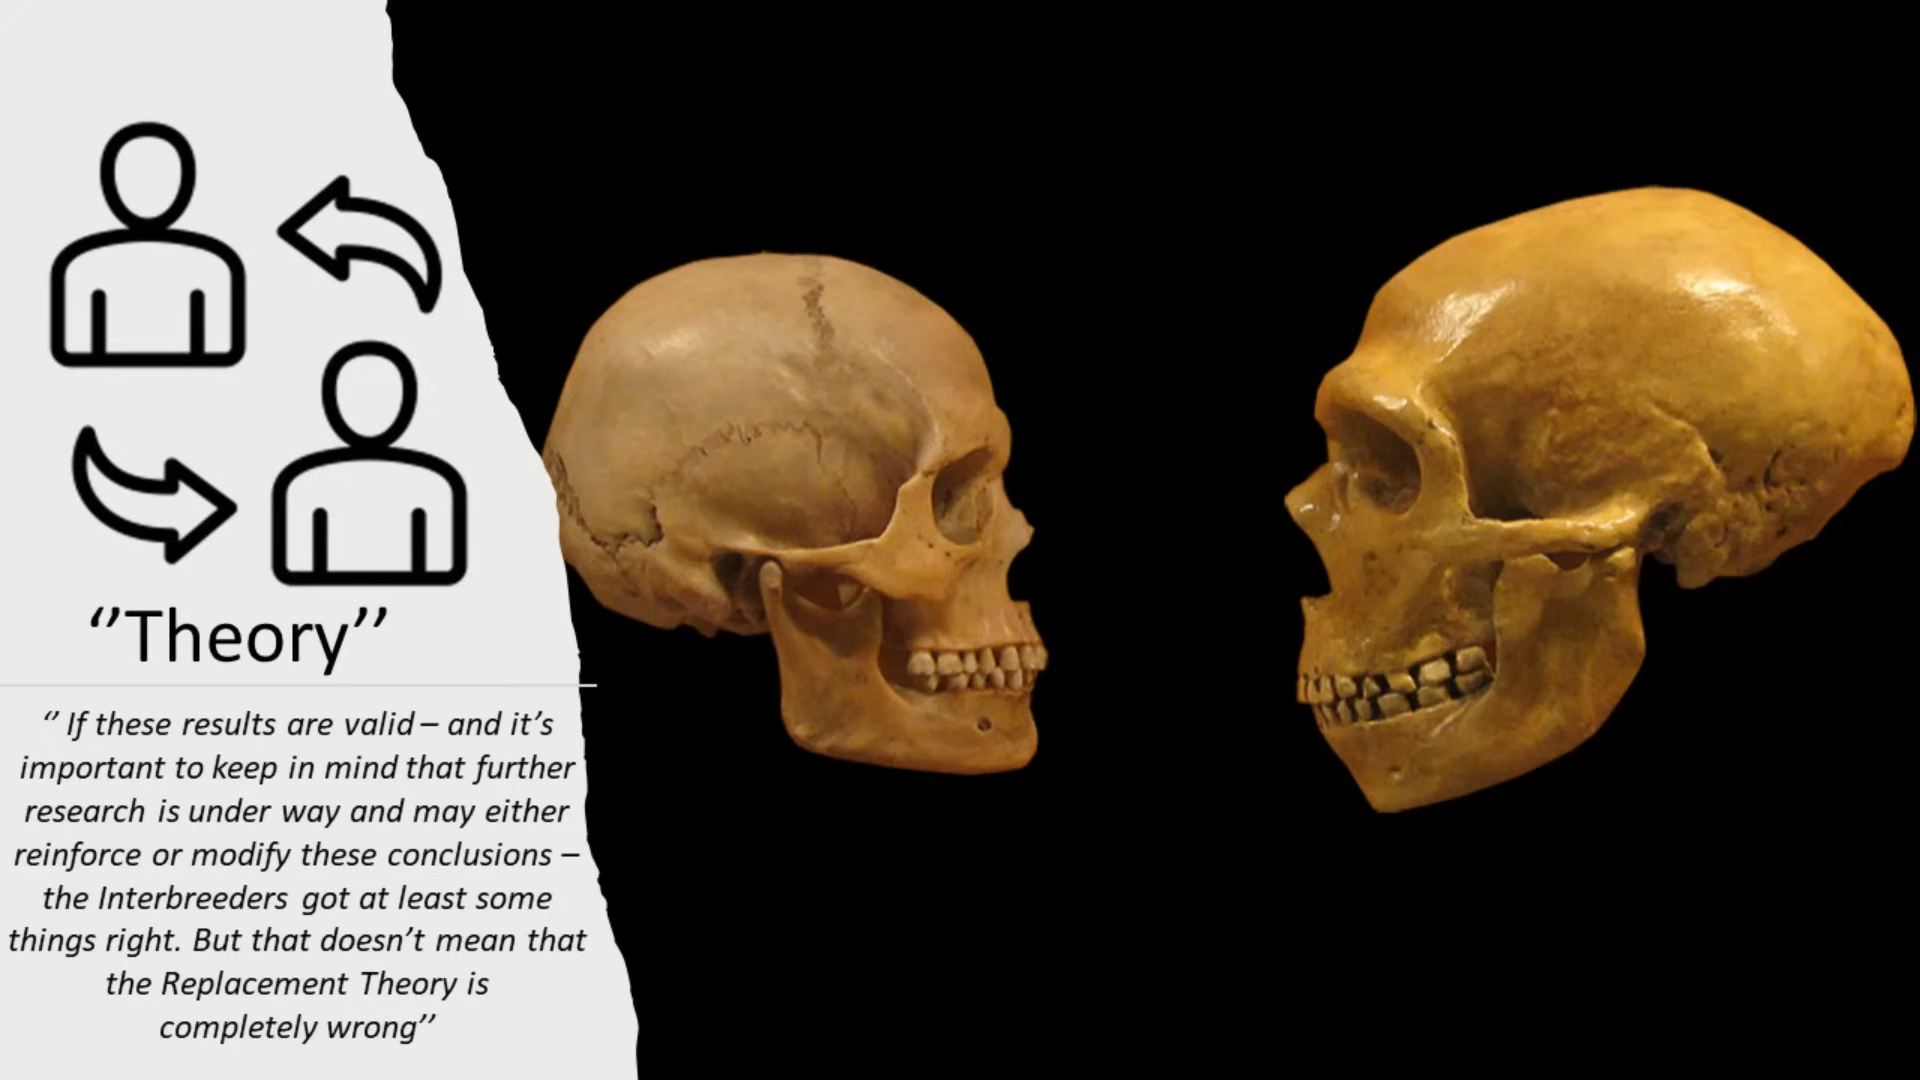 ‘’Theory’’
‘’ If these results are valid – and it’s
important to keep in mind that further
research is under way and may either
reinforce or modify these conclusions –
the Interbreeders got at least some
things right. But that doesn’t mean that
the Replacement Theory is
completely wrong’’